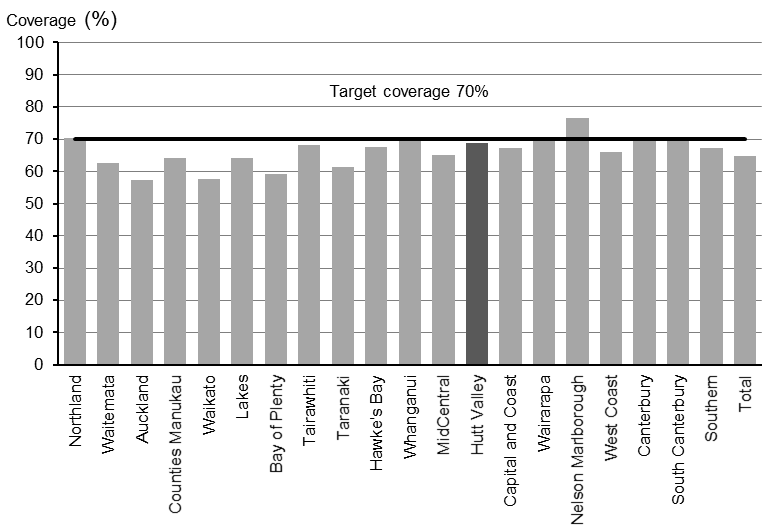 Coverage (%)
100
90
80
70
60
50
40
30
20
10
0
Target coverage 70%
Northland
Waitemata
Auckland
Counties Manukau
Waikato
Lakes
Bay of Plenty
Tairawhiti
Taranaki
Hawke's Bay
Whanganui
MidCentral
Hutt Valley
Capital and Coast
Wairarapa
Nelson Marlborough
West Coast
Canterbury
South Canterbury
Southern
Total